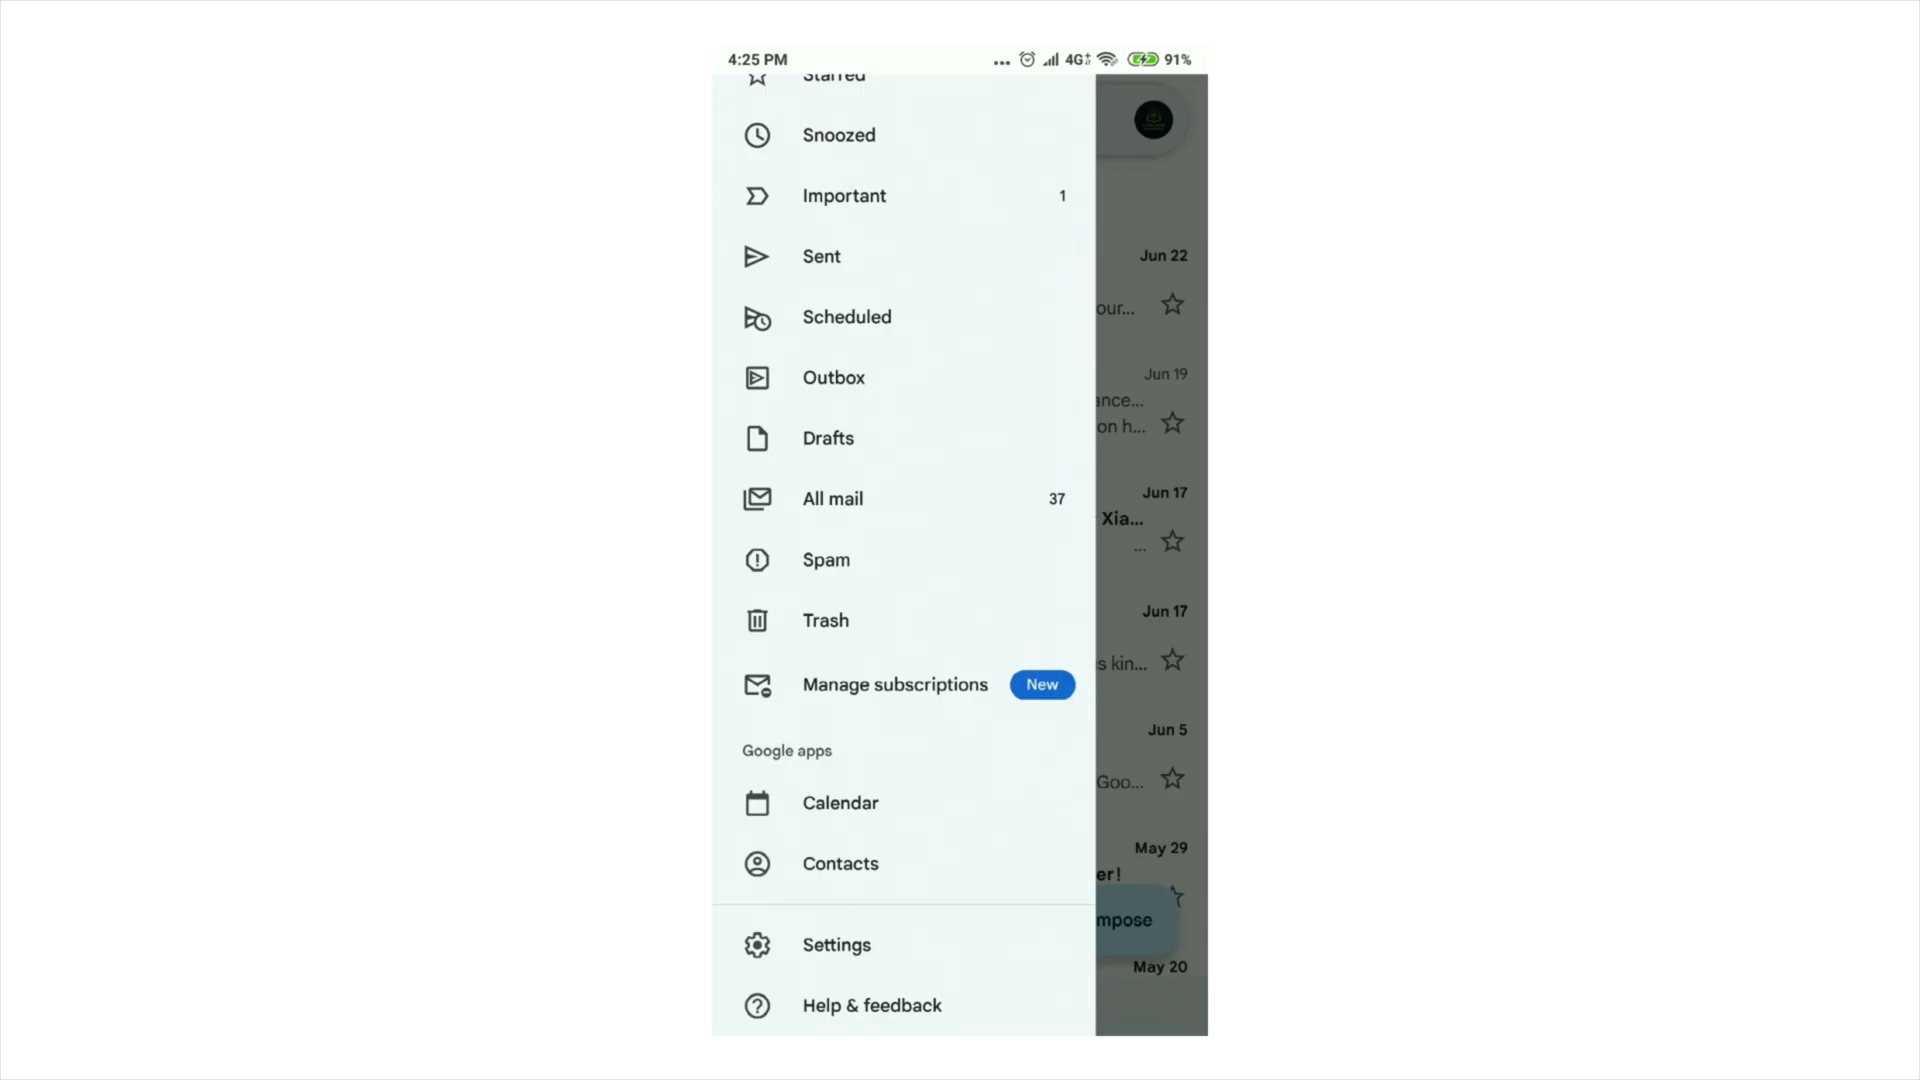 4:25 PM ... 4G+ 91%
Starred
Snoozed
Important 1
Sent
Scheduled
Outbox
Drafts
All mail 37
Spam
Trash
Manage subscriptions New
Google apps
Calendar
Contacts
Settings
Help & feedback
Jun 22
our...
Jun 19
ance...
on h...
Jun 17
Xia...
...
Jun 17
s kin...
Jun 5
Goo...
May 29
er!
mpose
May 20